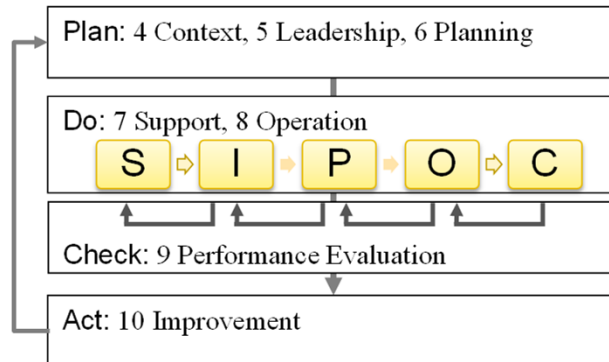 Plan: 4 Context, 5 Leadership, 6 Planning
Do: 7 Support, 8 Operation
S I P O C
Check: 9 Performance Evaluation
Act: 10 Improvement